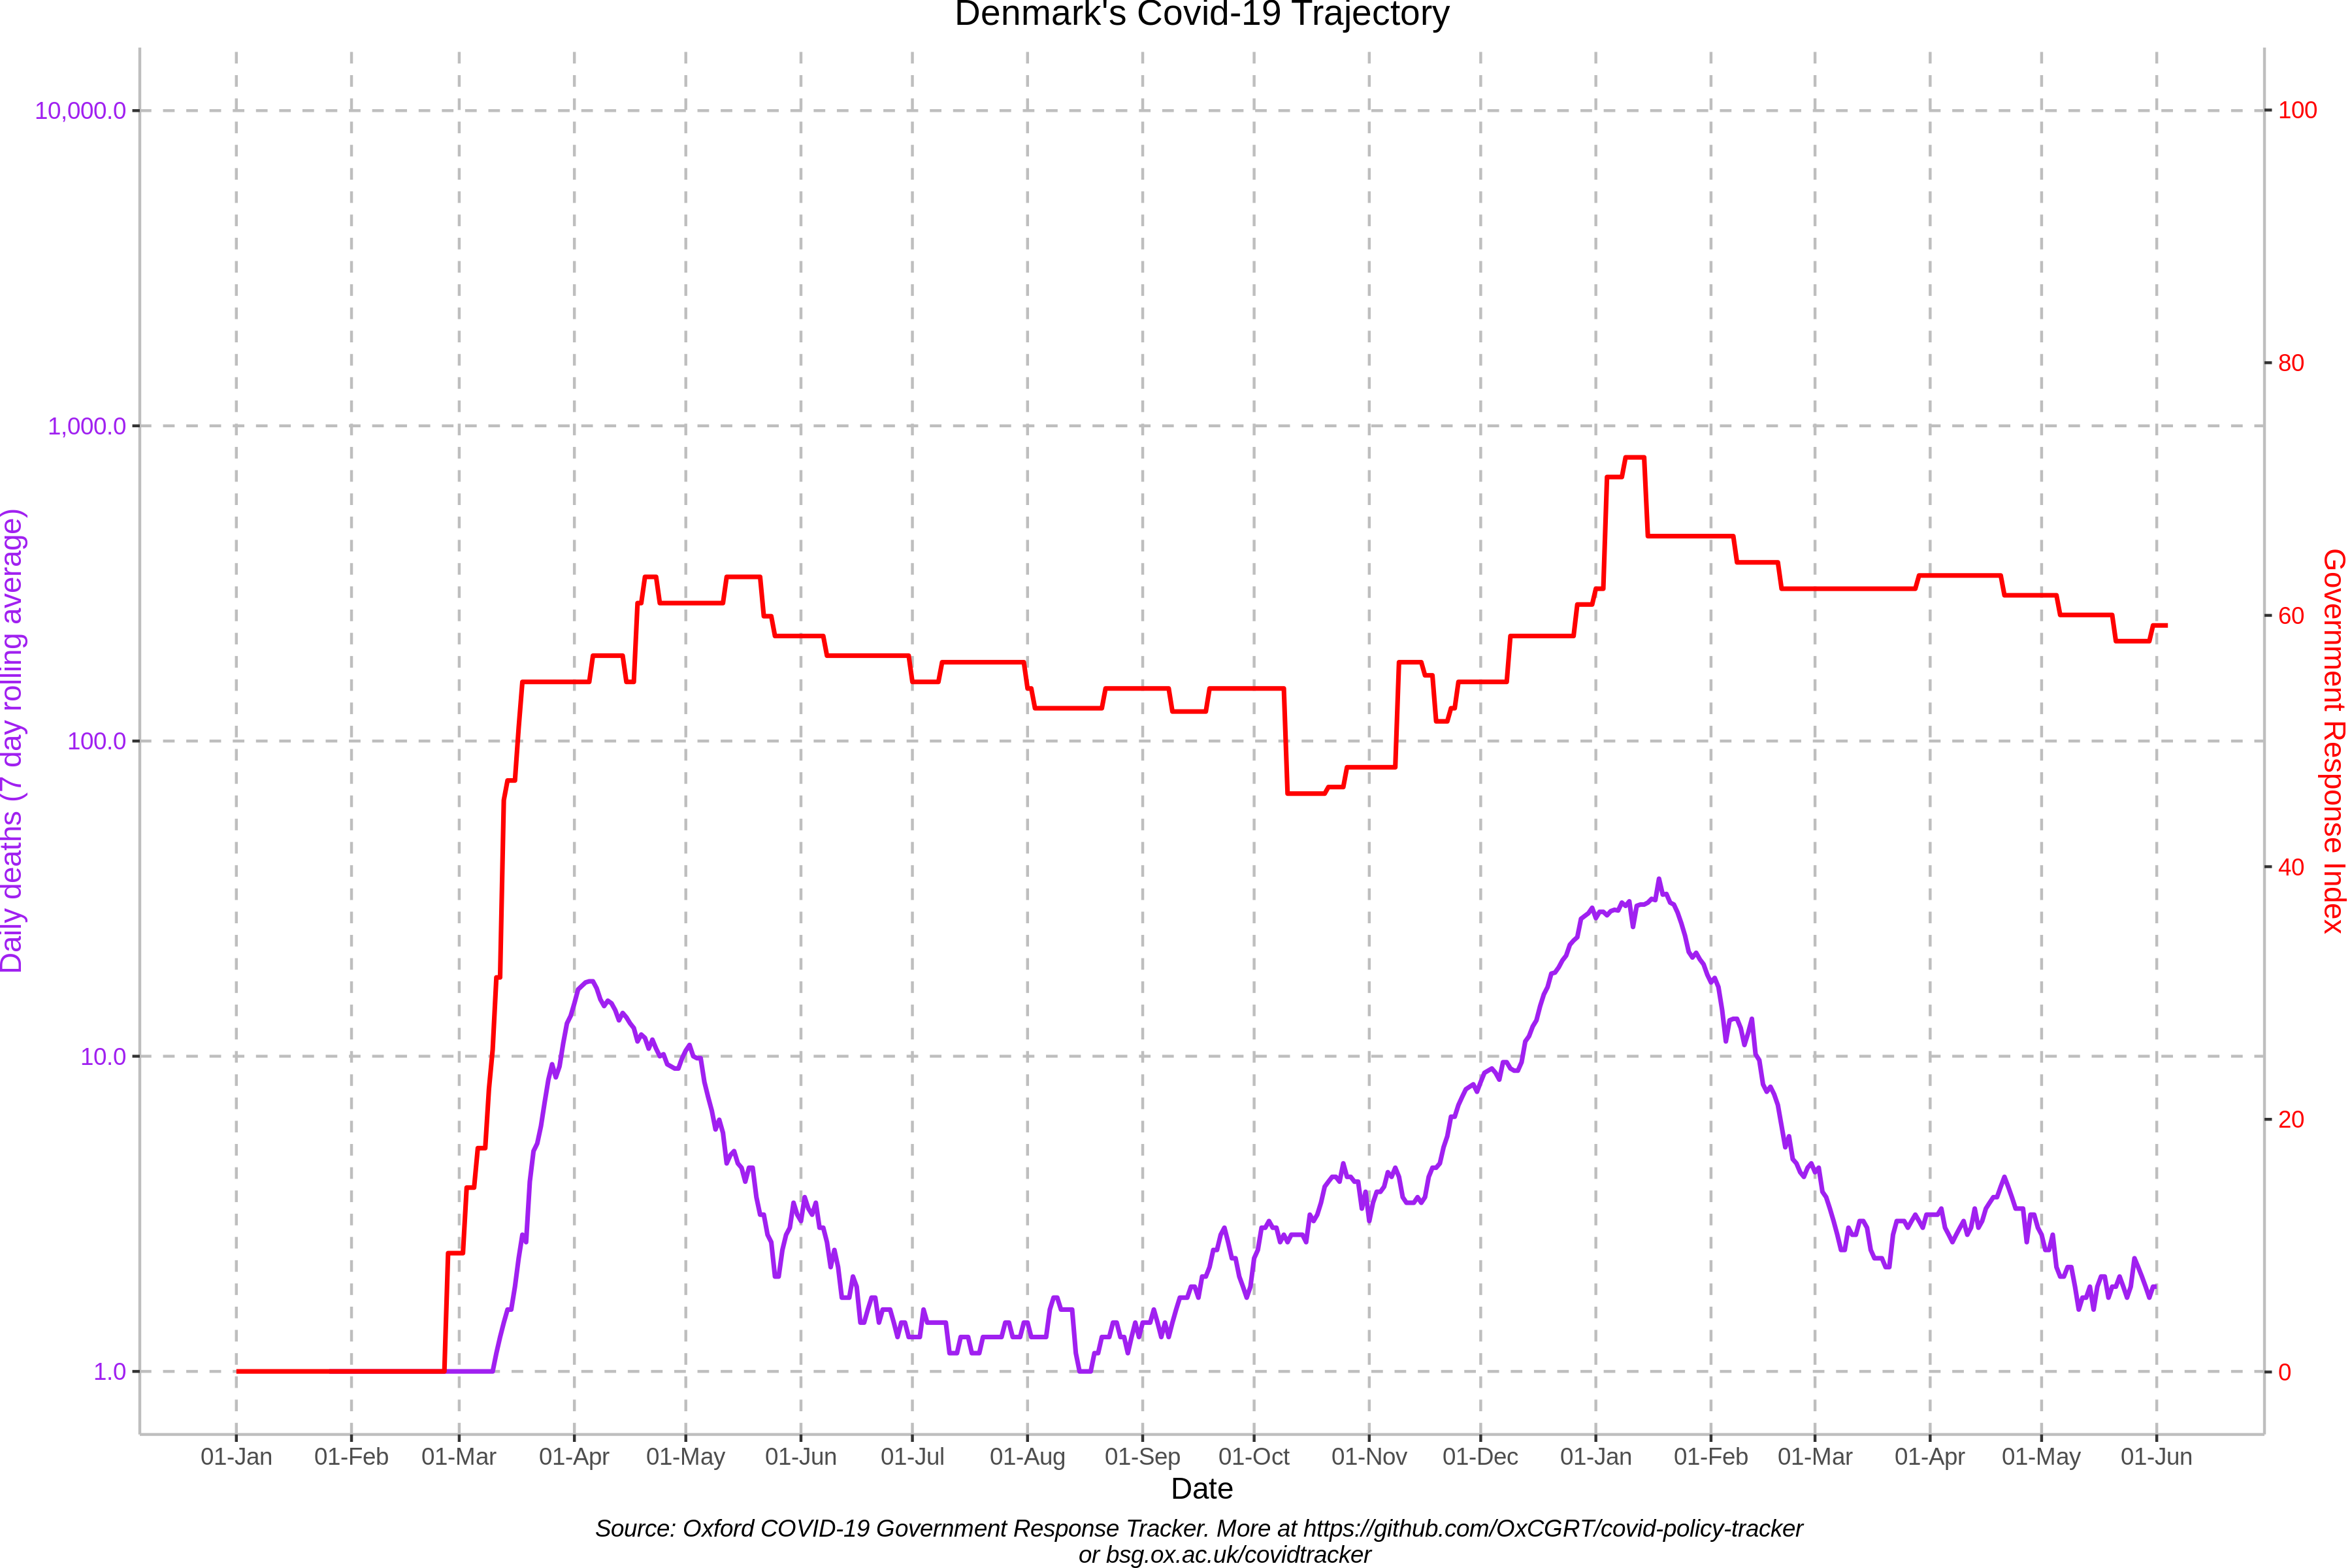 Denmark's Covid-19 Trajectory
10,000.0
1,000.0
100.0
10.0
1.0
Daily deaths (7 day rolling average)
100
80
60
40
20
0
Government Response Index
01-Jan 01-Feb 01-Mar 01-Apr 01-May 01-Jun 01-Jul 01-Aug 01-Sep 01-Oct 01-Nov 01-Dec 01-Jan 01-Feb 01-Mar 01-Apr 01-May 01-Jun
Date
Source: Oxford COVID-19 Government Response Tracker. More at https://github.com/OxCGRT/covid-policy-tracker
or bsg.ox.ac.uk/covidtracker